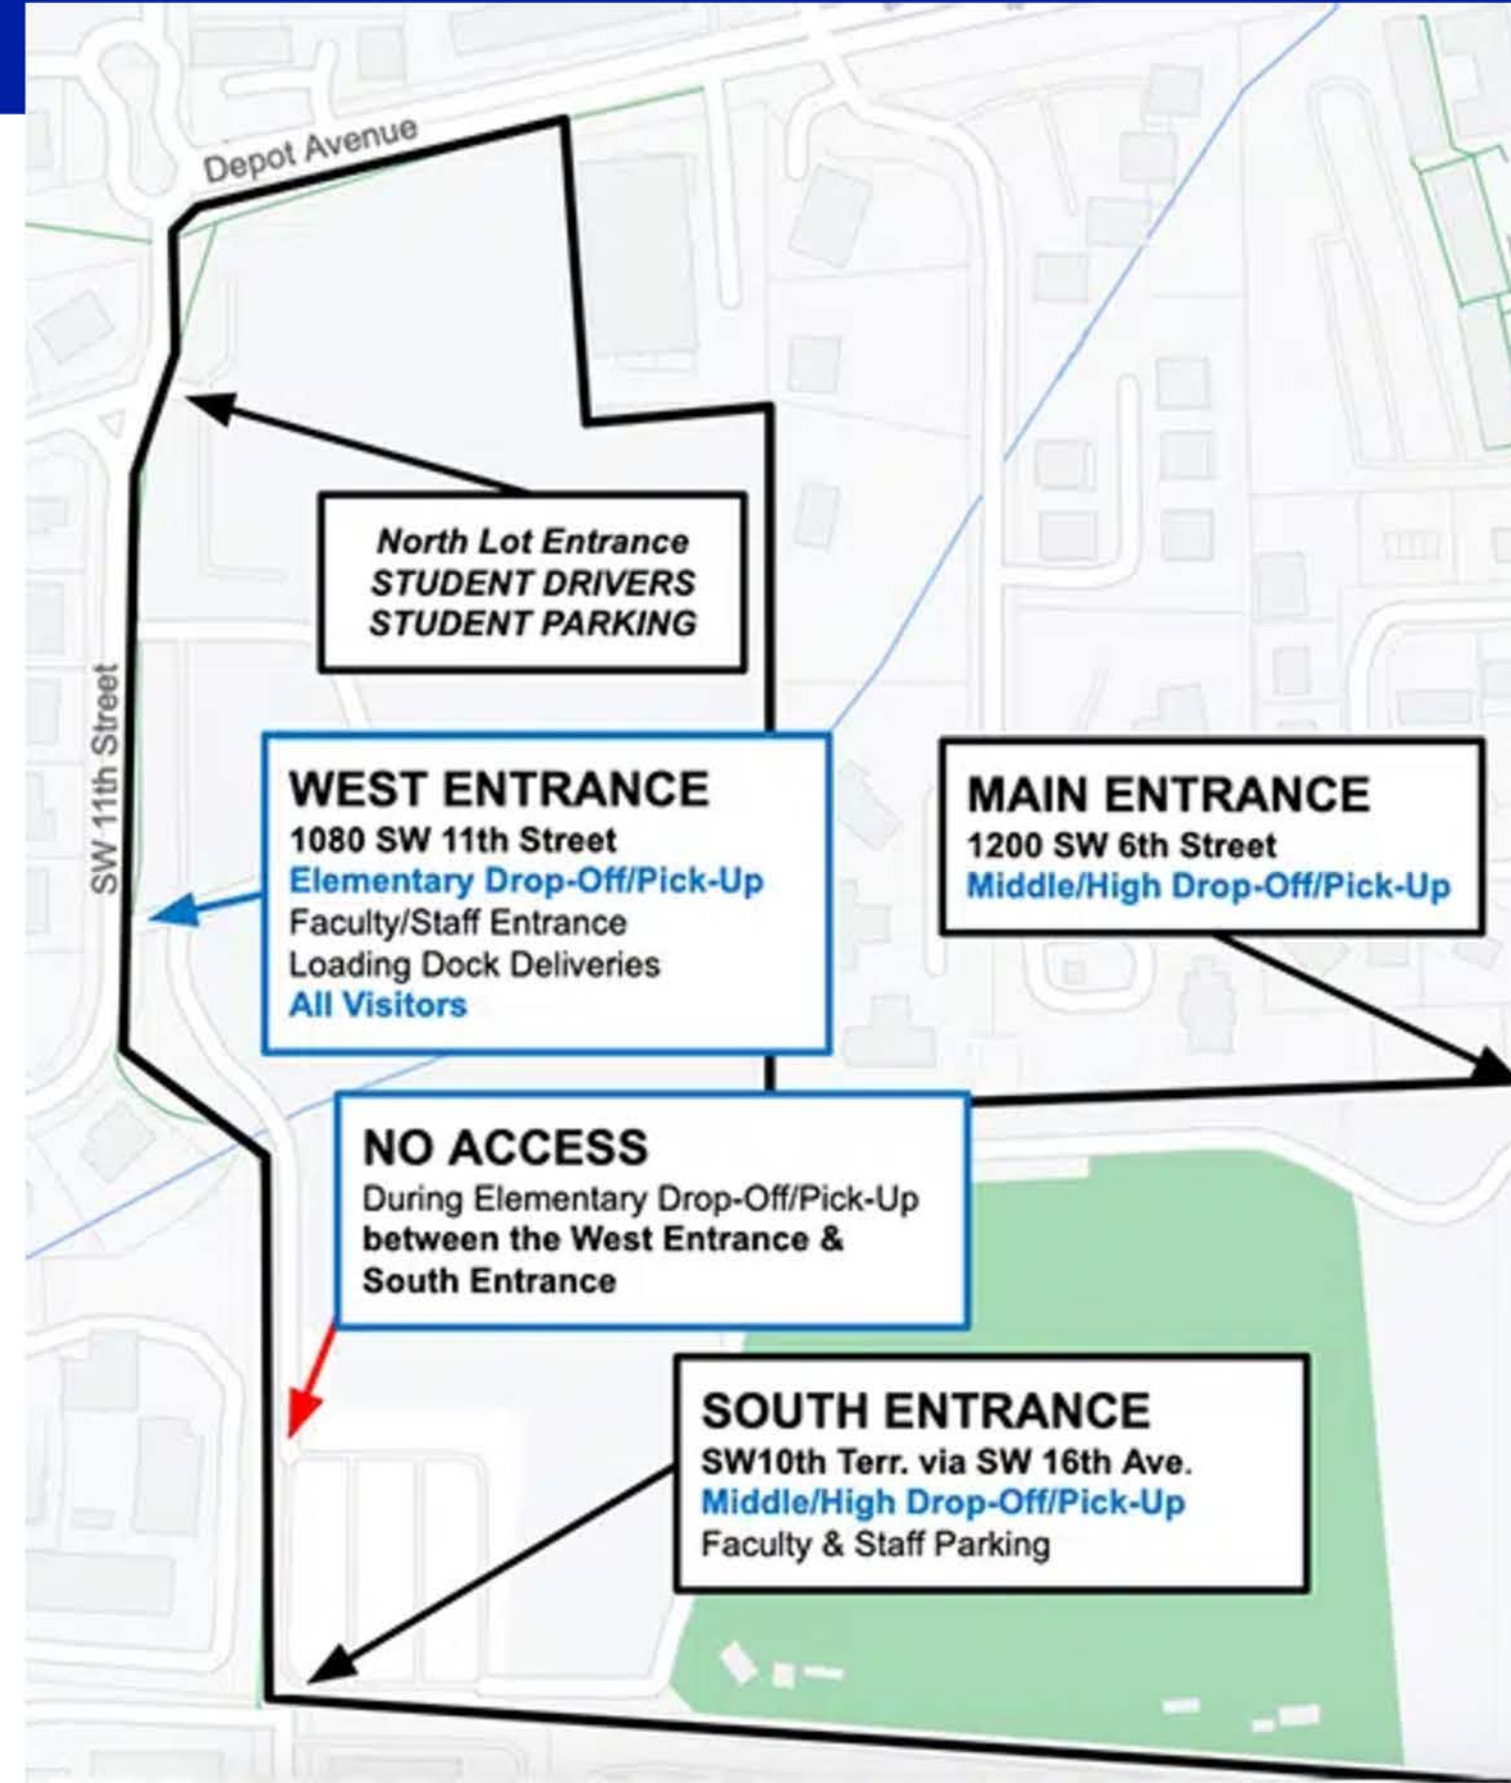 Depot Avenue
North Lot Entrance
STUDENT DRIVERS
STUDENT PARKING
SW 11th Street
WEST ENTRANCE
1080 SW 11th Street
Elementary Drop-Off/Pick-Up
Faculty/Staff Entrance
Loading Dock Deliveries
All Visitors
MAIN ENTRANCE
1200 SW 6th Street
Middle/High Drop-Off/Pick-Up
NO ACCESS
During Elementary Drop-Off/Pick-Up
between the West Entrance &
South Entrance
SOUTH ENTRANCE
SW10th Terr. via SW 16th Ave.
Middle/High Drop-Off/Pick-Up
Faculty & Staff Parking